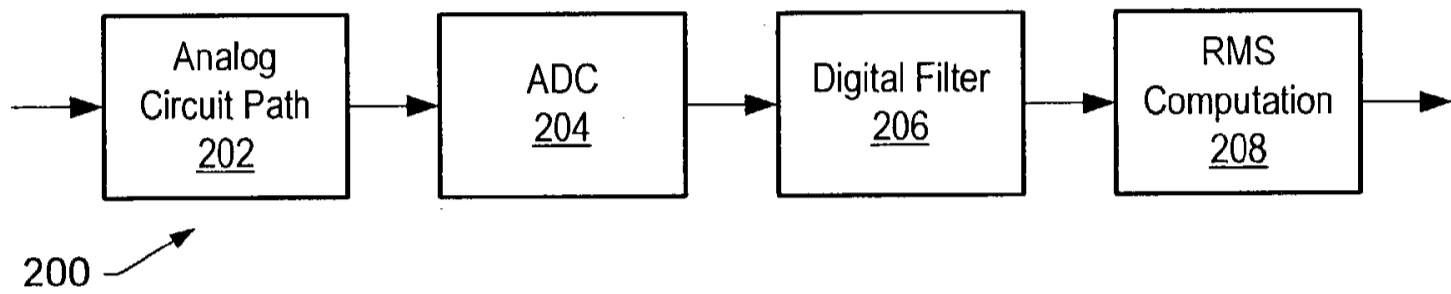 Analog
Circuit Path
202
ADC
204
Digital Filter
206
RMS
Computation
208
200